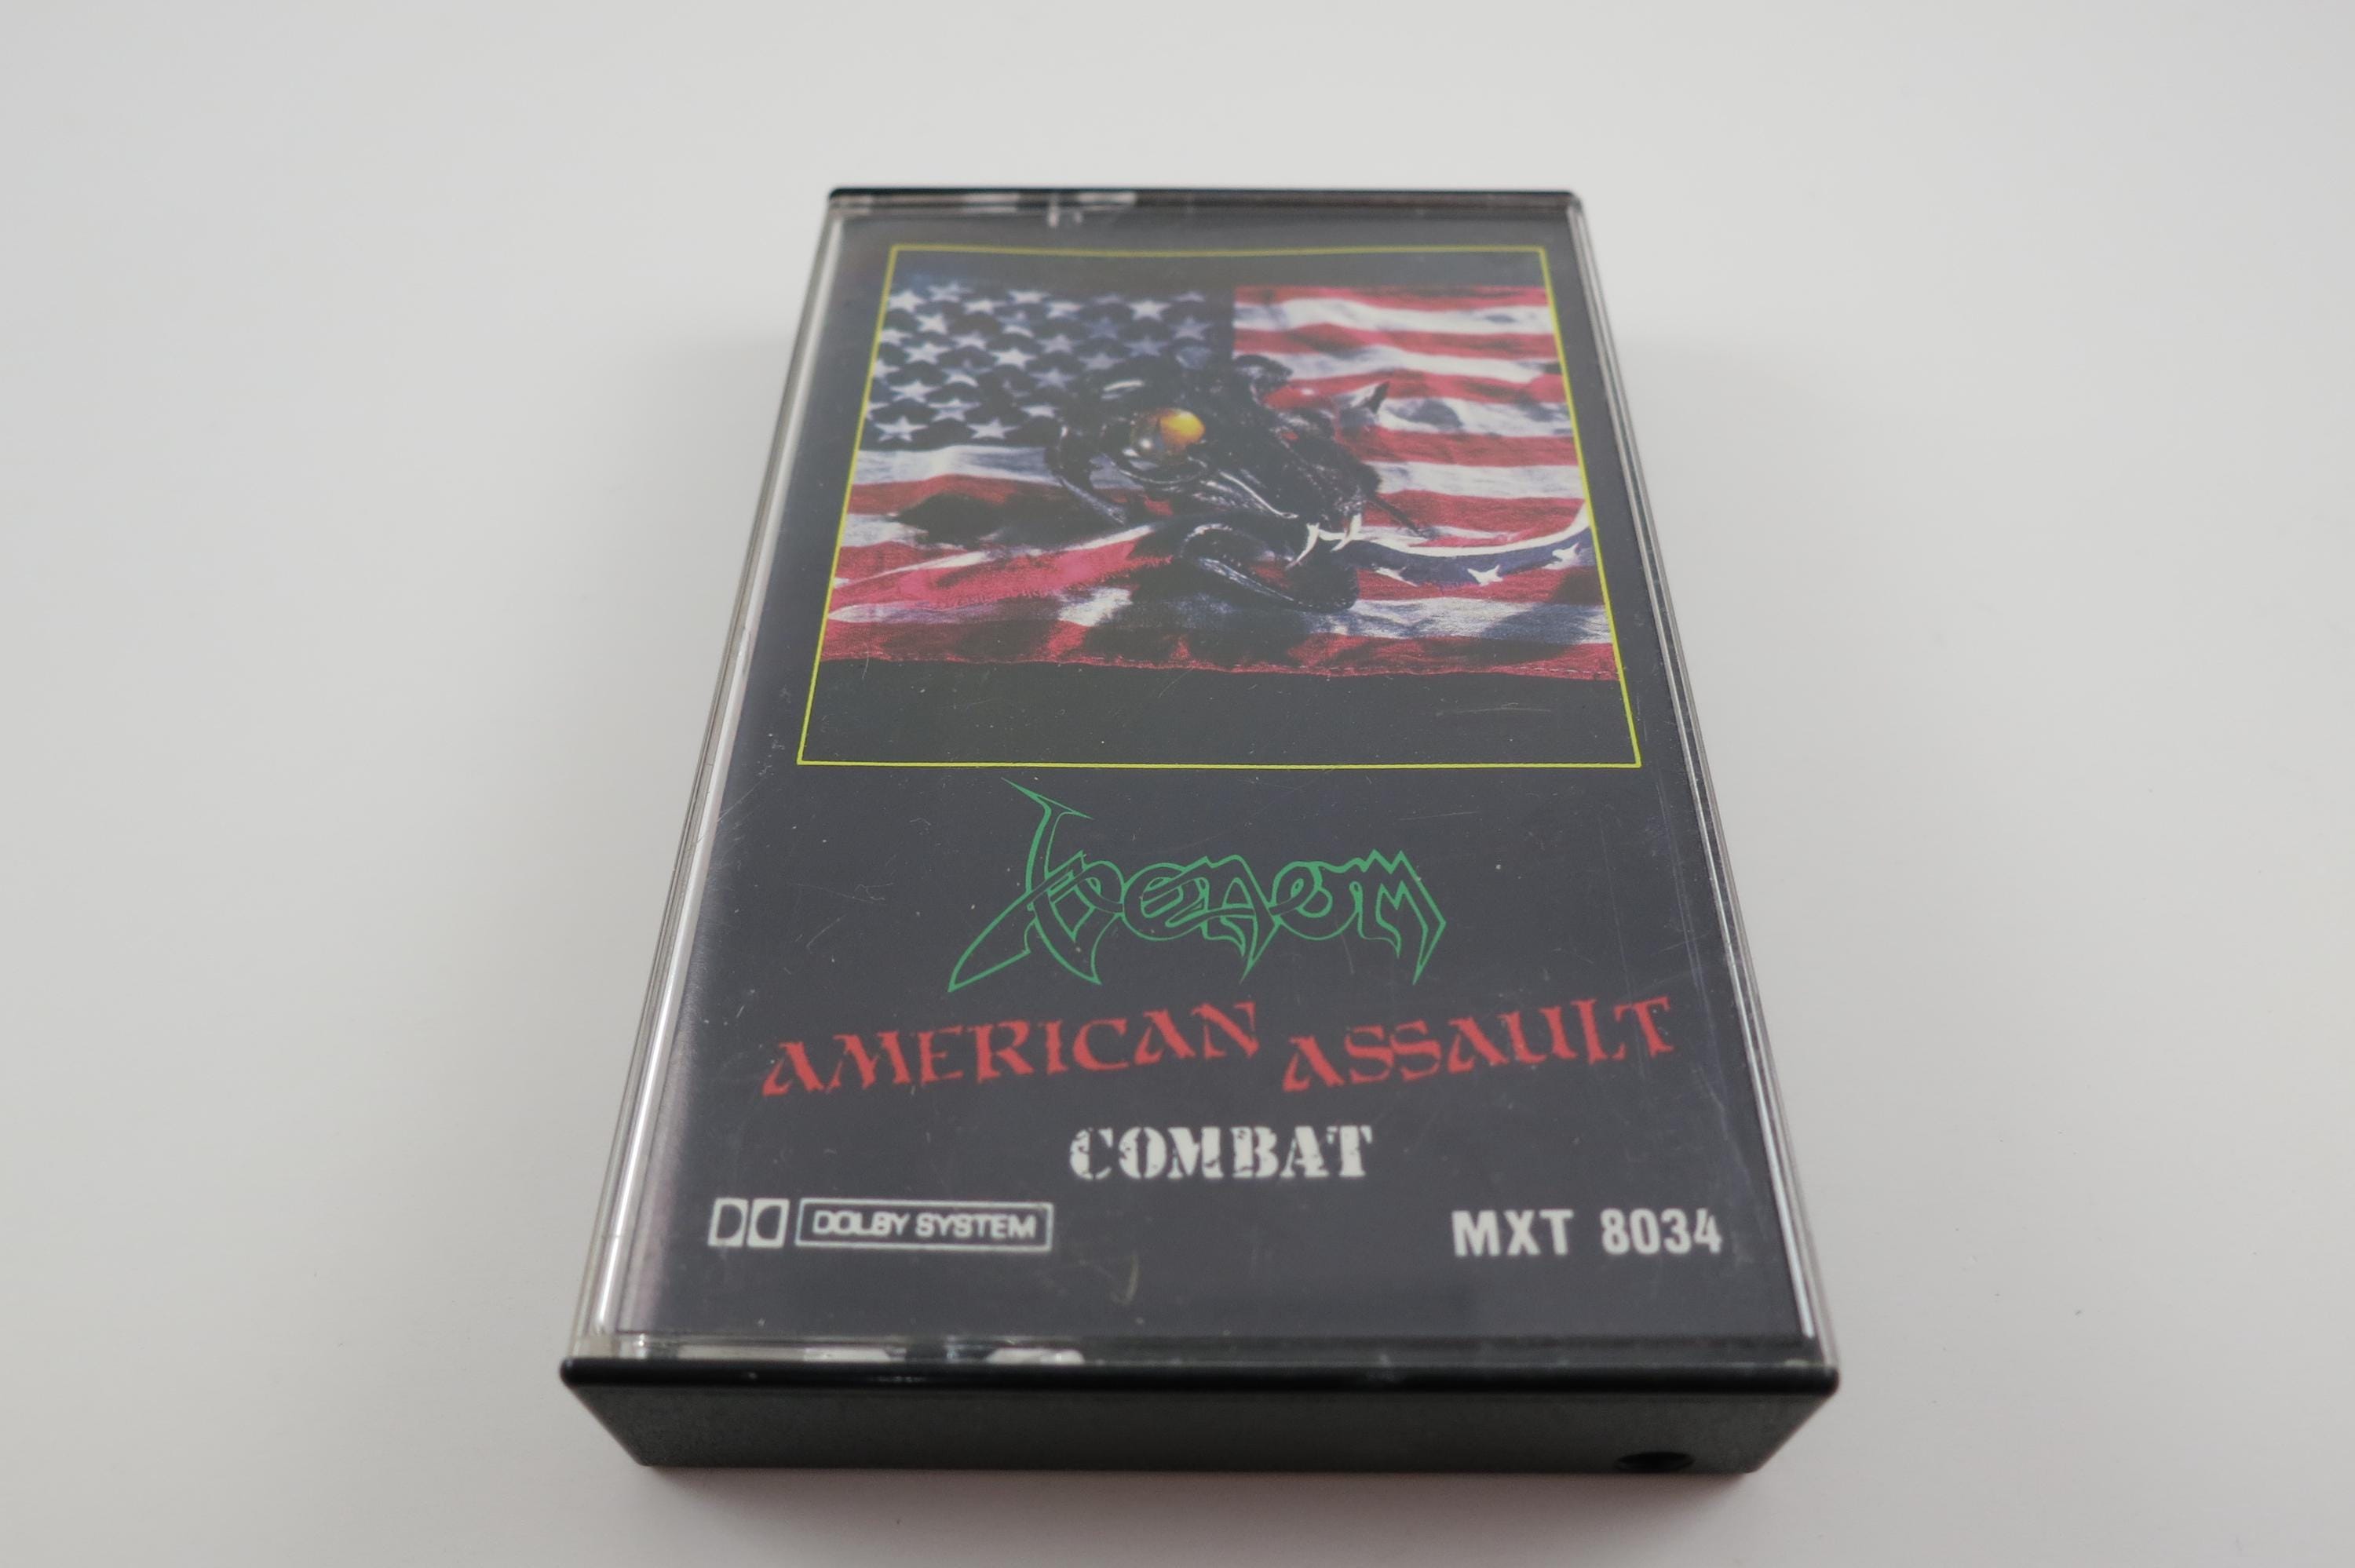 Venom
AMERICAN ASSAULT
COMBAT
DOLBY SYSTEM
MXT 8034